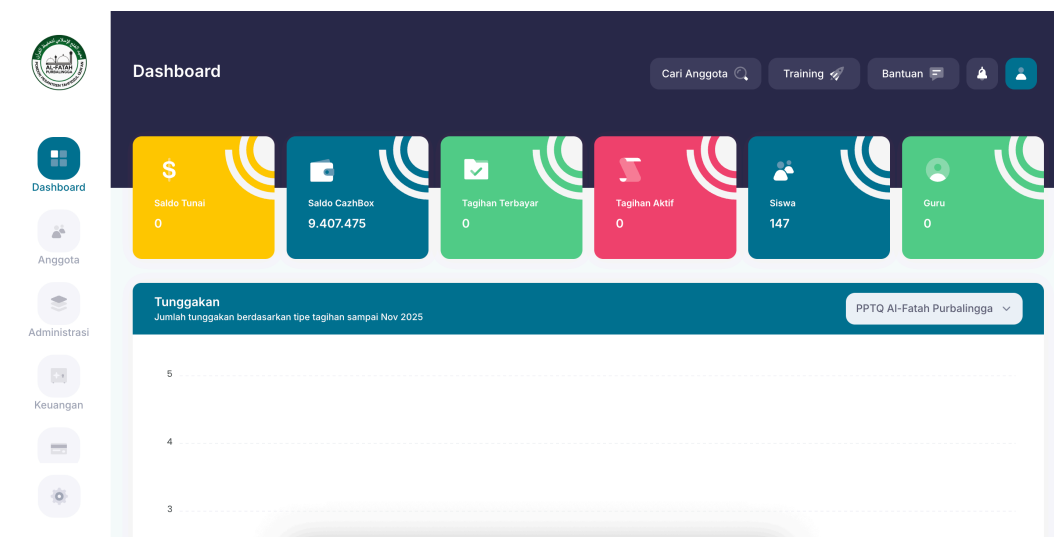 AL-FATAH
PURBALINGGA
Dashboard
Cari Anggota
Training
Bantuan
Dashboard
Anggota
Administrasi
Keuangan
$
Saldo Tunai
0
Saldo CazhBox
9.407.475
Tagihan Terbayar
0
Tagihan Aktif
0
Siswa
147
Guru
0
Tunggakan
Jumlah tunggakan berdasarkan tipe tagihan sampai Nov 2025
PPTQ Al-Fatah Purbalingga
5
4
3